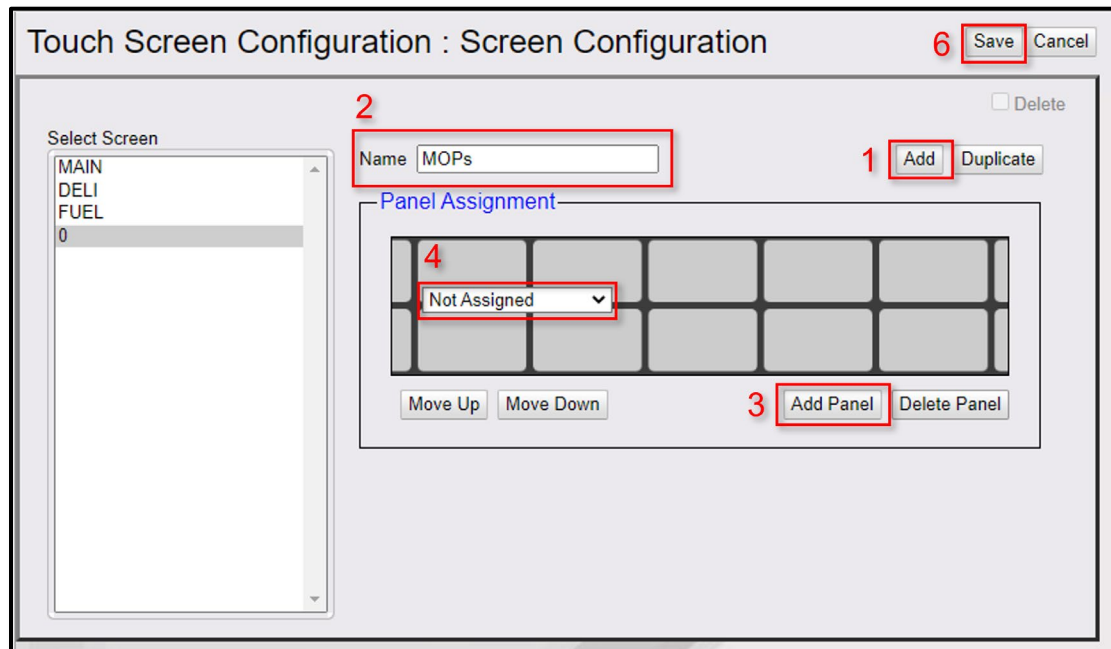 Touch Screen Configuration : Screen Configuration
6 Save Cancel
Delete
2
Select Screen
Name MOPs
1 Add Duplicate
MAIN
DELI
FUEL
0
Panel Assignment
4
Not Assigned
Move Up Move Down
3 Add Panel Delete Panel